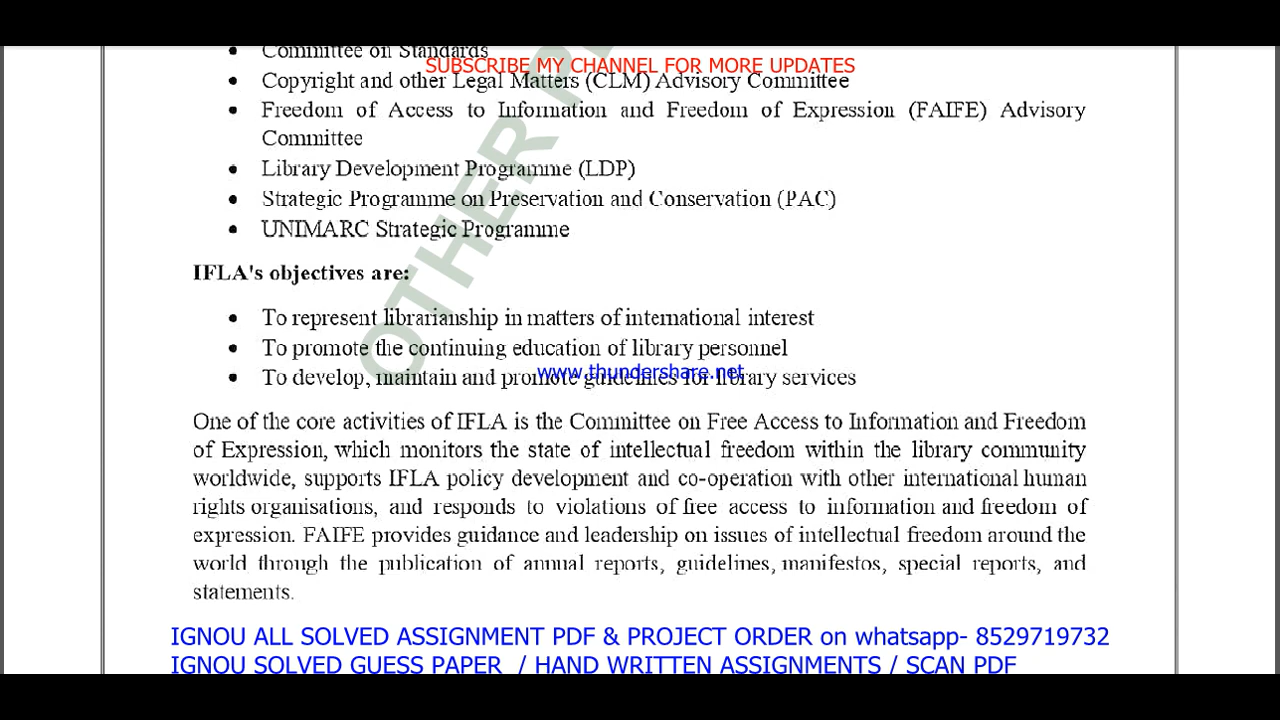 Committee on Standards
SUBSCRIBE MY CHANNEL FOR MORE UPDATES
• Copyright and other Legal Matters (CLM) Advisory Committee
• Freedom of Access to Information and Freedom of Expression (FAIFE) Advisory
Committee
• Library Development Programme (LDP)
• Strategic Programme on Preservation and Conservation (PAC)
• UNIMARC Strategic Programme
OTHER
IFLA's objectives are:
• To represent librarianship in matters of international interest
• To promote the continuing education of library personnel
www.thundershare.net
• To develop, maintain and promote guidelines for library services
One of the core activities of IFLA is the Committee on Free Access to Information and Freedom
of Expression, which monitors the state of intellectual freedom within the library community
worldwide, supports IFLA policy development and co-operation with other international human
rights organisations, and responds to violations of free access to information and freedom of
expression. FAIFE provides guidance and leadership on issues of intellectual freedom around the
world through the publication of annual reports, guidelines, manifestos, special reports, and
statements.
IGNOU ALL SOLVED ASSIGNMENT PDF & PROJECT ORDER on whatsapp- 8529719732
IGNOU SOLVED GUESS PAPER / HAND WRITTEN ASSIGNMENTS / SCAN PDF